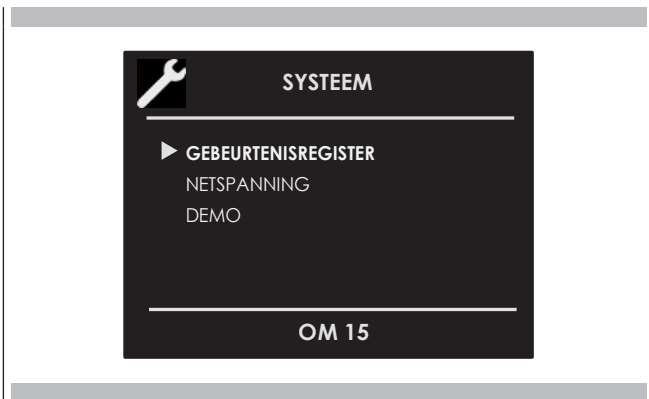 SYSTEEM
GEBEURTENISREGISTER
NETSPANNING
DEMO
OM 15